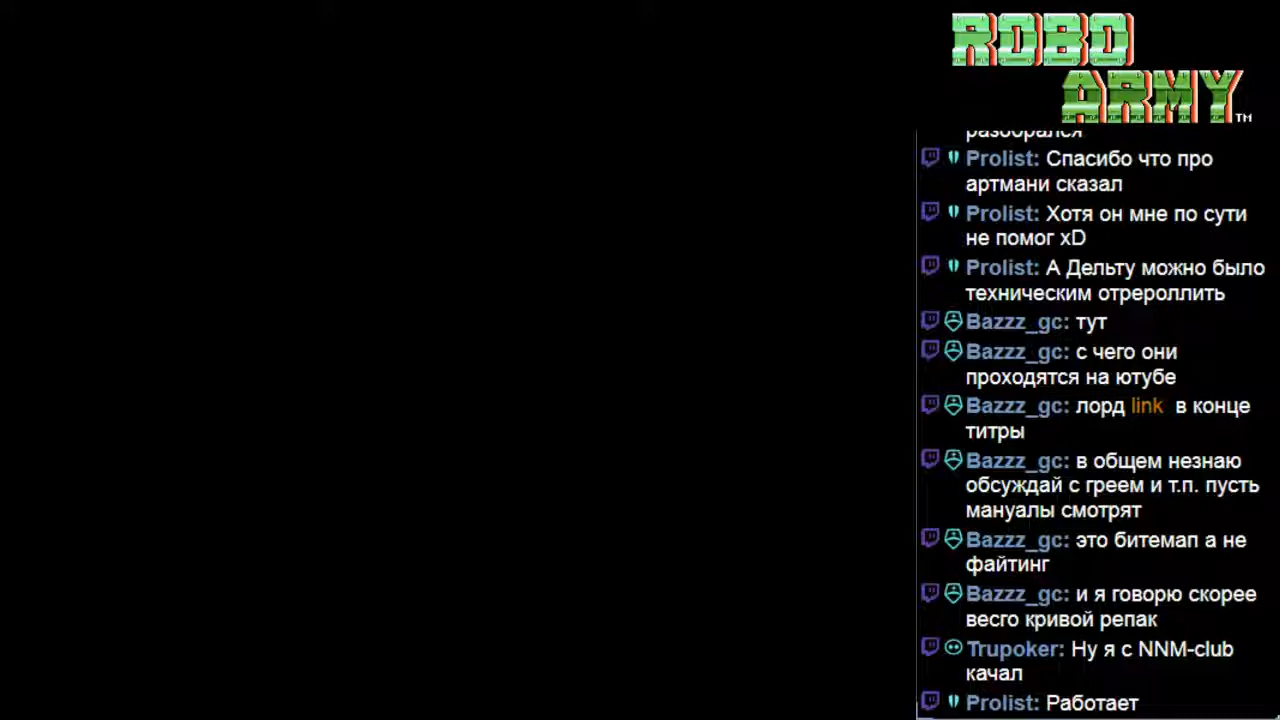 ROBO
ARMY TM
разобрался
Prolist: Спасибо что про
артмани сказал
Prolist: Хотя он мне по сути
не помог xD
Prolist: А Дельту можно было
техническим отрероллить
Bazzz_gc: тут
Bazzz_gc: с чего они
проходятся на ютубе
Bazzz_gc: лорд link в конце
титры
Bazzz_gc: в общем незнаю
обсуждай с греем и т.п. пусть
мануалы смотрят
Bazzz_gc: это битемап а не
файтинг
Bazzz_gc: и я говорю скорее
весго кривой репак
Trupoker: Ну я с NNM-club
качал
Prolist: Работает